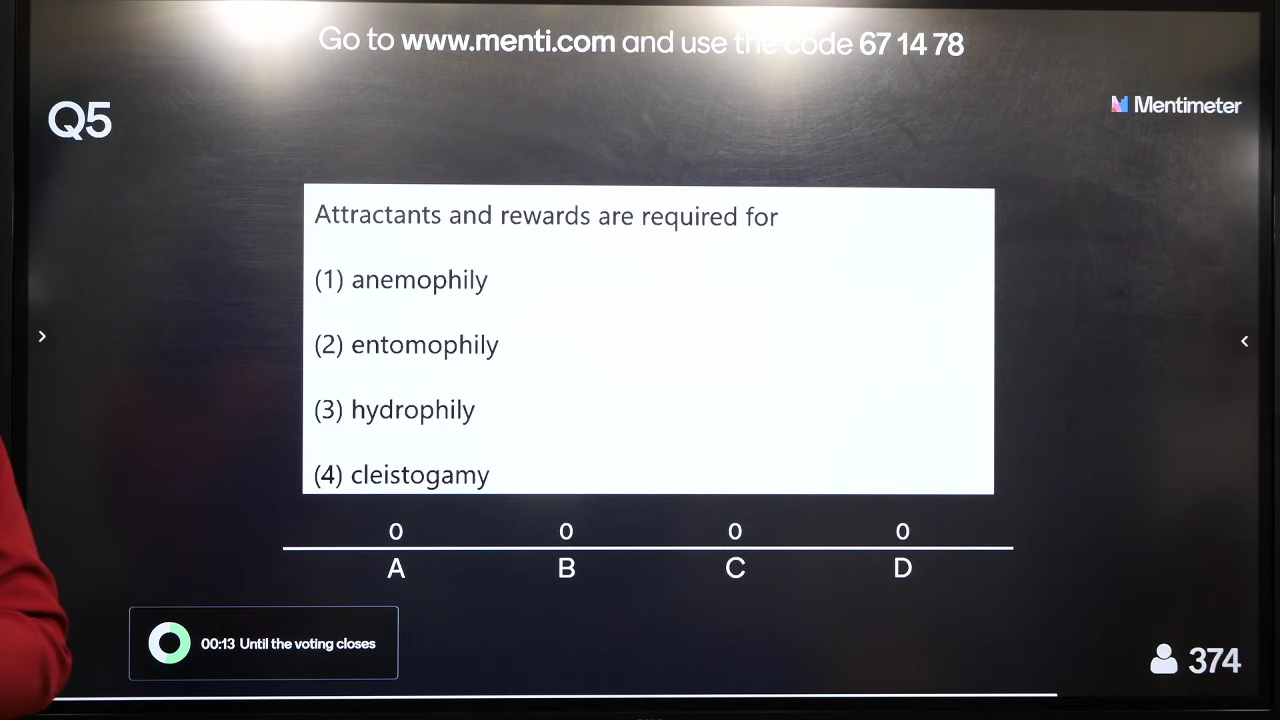 Go to www.menti.com and use the code 67 14 78
Q5
Mentimeter
Attractants and rewards are required for
(1) anemophily
(2) entomophily
(3) hydrophily
(4) cleistogamy
0 0 0 0
A B C D
00:13 Until the voting closes
374